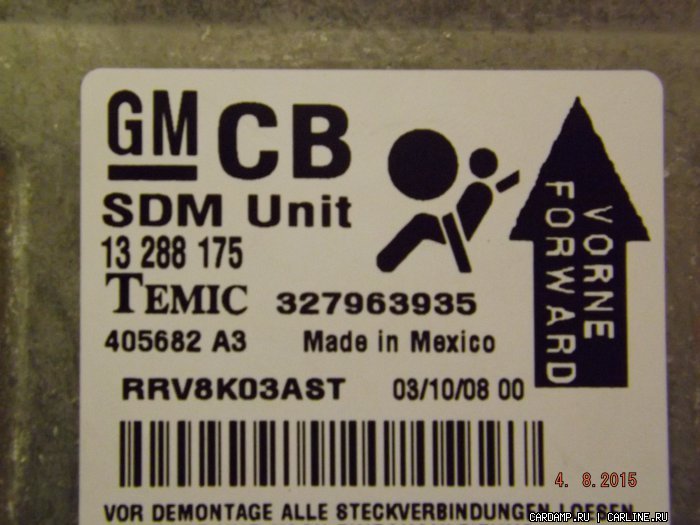 GM CB
SDM Unit
13 288 175
TEMIC 327963935
405682 A3 Made in Mexico
RRV8K03AST 03/10/08 00
VORNE
FORWARD
4. 8.2015
VOR DEMONTAGE ALLE STECKVERBINDUNGEN
CARDAMP.RU | CARLINE.RU